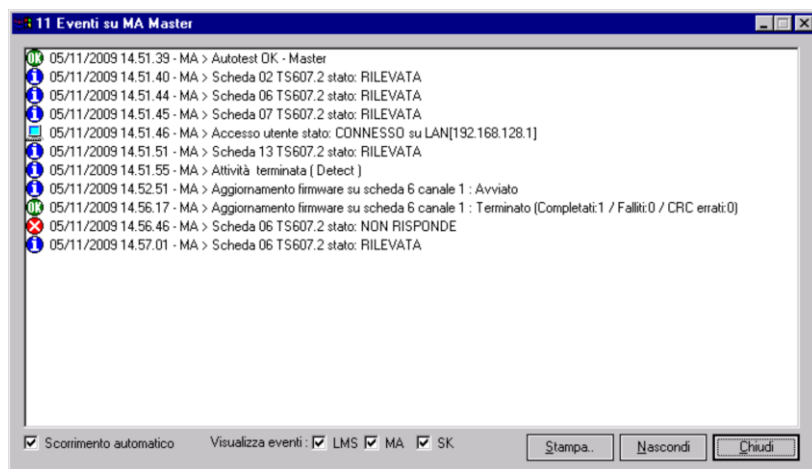 11 Eventi su MA Master
OK 05/11/2009 14.51.39 - MA > Autotest OK - Master
i 05/11/2009 14.51.40 - MA > Scheda 02 TS607.2 stato: RILEVATA
i 05/11/2009 14.51.44 - MA > Scheda 06 TS607.2 stato: RILEVATA
i 05/11/2009 14.51.45 - MA > Scheda 07 TS607.2 stato: RILEVATA
05/11/2009 14.51.46 - MA > Accesso utente stato: CONNESSO su LAN[192.168.128.1]
i 05/11/2009 14.51.51 - MA > Scheda 13 TS607.2 stato: RILEVATA
i 05/11/2009 14.51.55 - MA > Attività terminata ( Detect )
i 05/11/2009 14.52.51 - MA > Aggiornamento firmware su scheda 6 canale 1 : Avviato
OK 05/11/2009 14.56.17 - MA > Aggiornamento firmware su scheda 6 canale 1 : Terminato (Completati:1 / Falliti:0 / CRC errati:0)
05/11/2009 14.56.46 - MA > Scheda 06 TS607.2 stato: NON RISPONDE
i 05/11/2009 14.57.01 - MA > Scheda 06 TS607.2 stato: RILEVATA
Scorrimento automatico Visualizza eventi : LMS MA SK Stampa.. Nascondi Chiudi